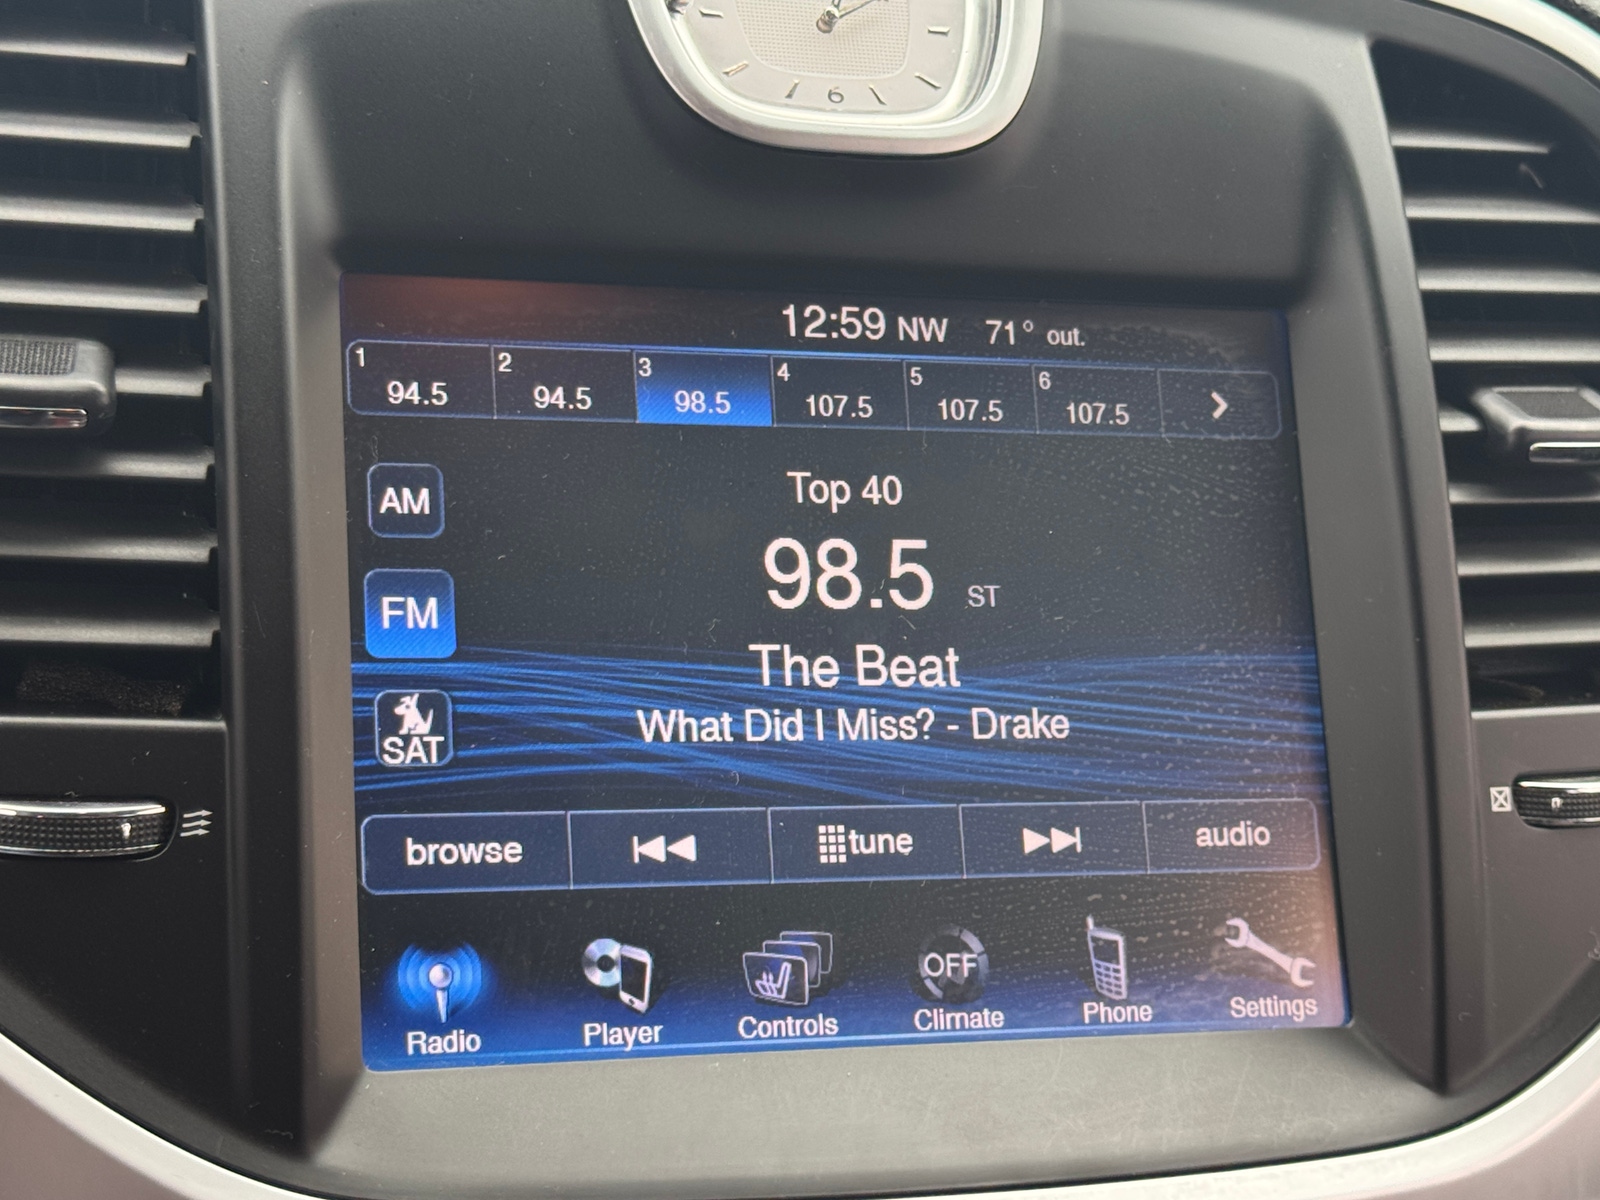 6
12:59 NW 71° out.
1 2 3 4 5 6
94.5 94.5 98.5 107.5 107.5 107.5
AM
Top 40
98.5 ST
FM
The Beat
SAT
What Did I Miss? - Drake
browse tune audio
OFF
Radio Player Controls Climate Phone Settings